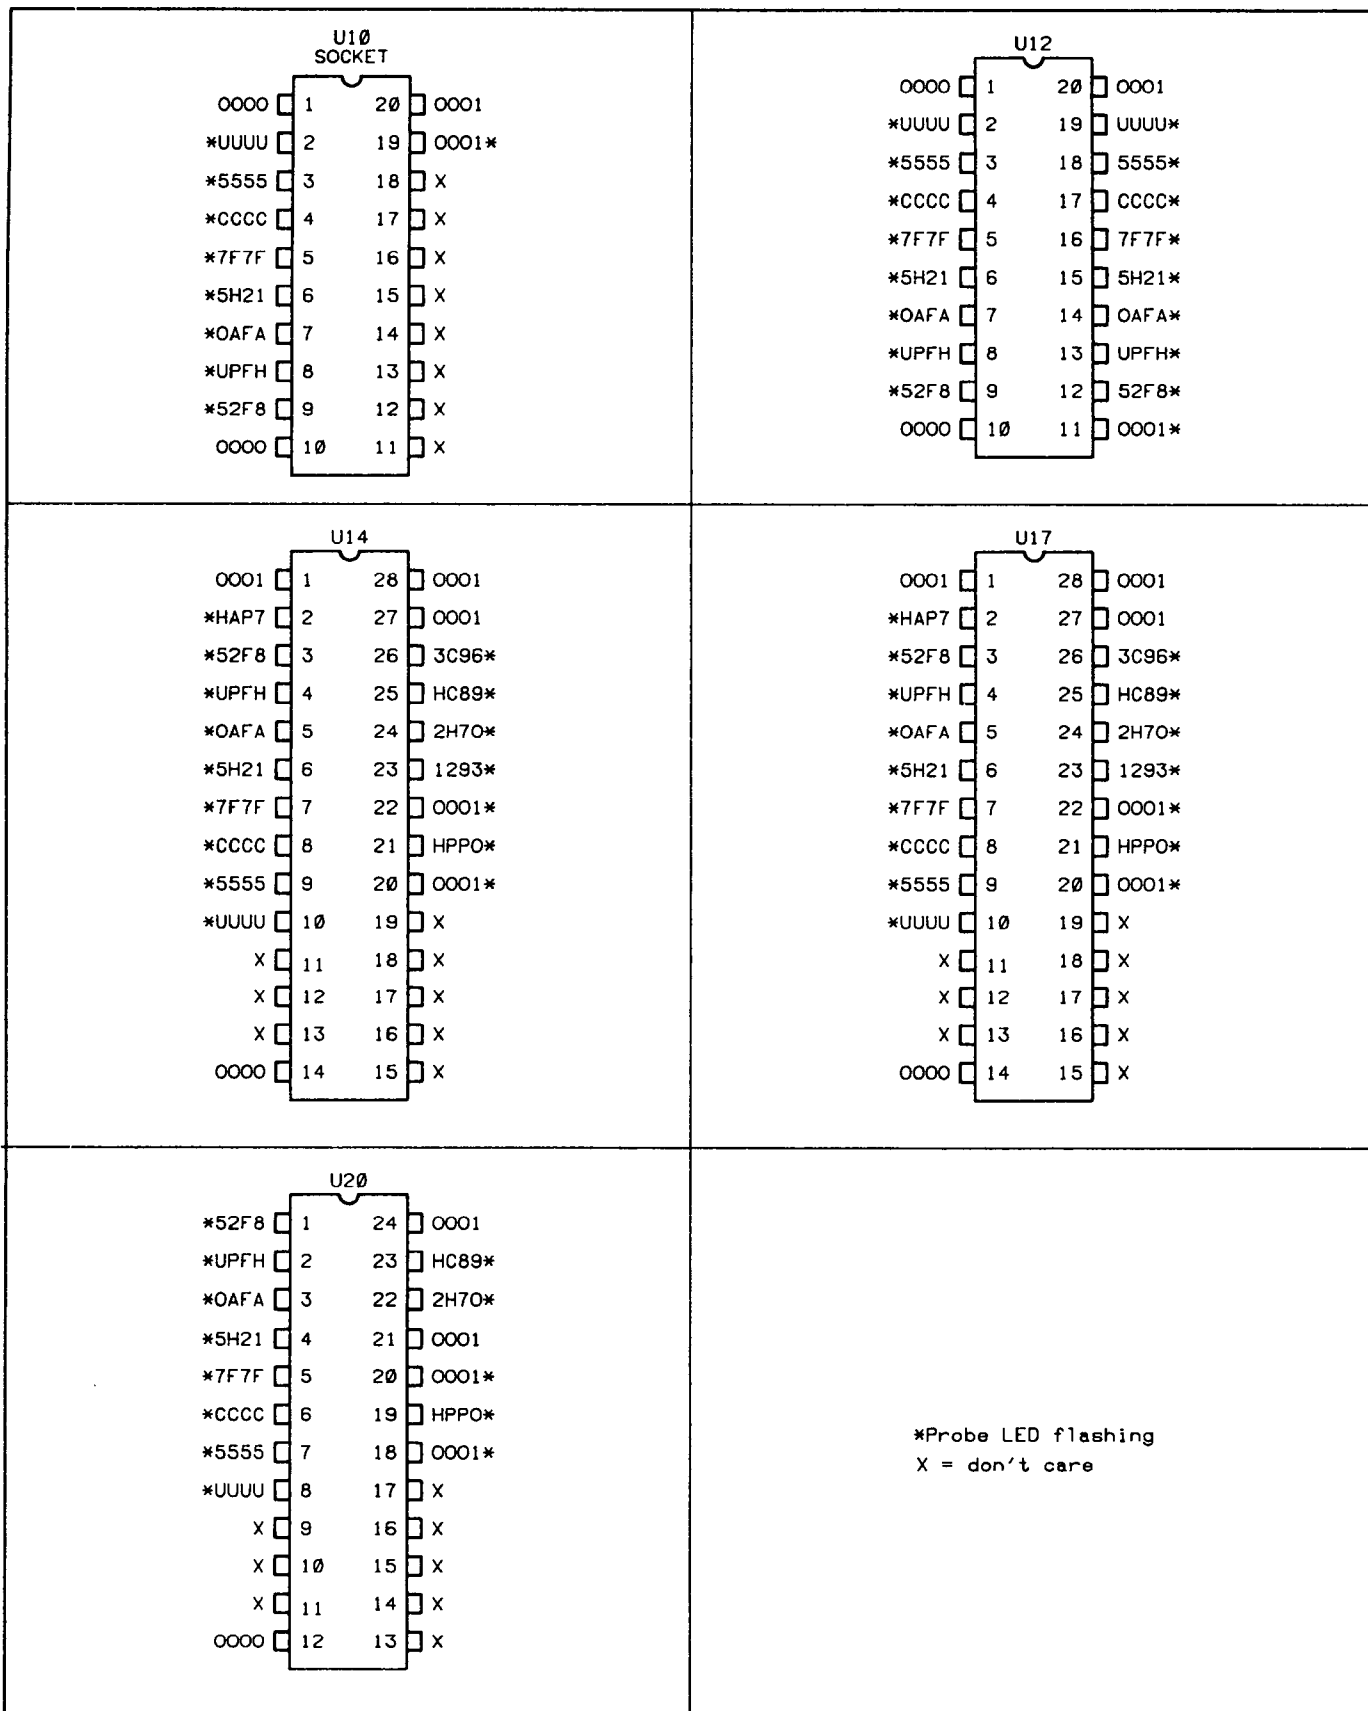 U1Ø
SOCKET
0000 1 2Ø 0001
*UUUU 2 19 0001*
*5555 3 18 X
*CCCC 4 17 X
*7F7F 5 16 X
*5H21 6 15 X
*0AFA 7 14 X
*UPFH 8 13 X
*52F8 9 12 X
0000 1Ø 11 X
U12
0000 1 2Ø 0001
*UUUU 2 19 UUUU*
*5555 3 18 5555*
*CCCC 4 17 CCCC*
*7F7F 5 16 7F7F*
*5H21 6 15 5H21*
*0AFA 7 14 0AFA*
*UPFH 8 13 UPFH*
*52F8 9 12 52F8*
0000 1Ø 11 0001*
U14
0001 1 28 0001
*HAP7 2 27 0001
*52F8 3 26 3C96*
*UPFH 4 25 HC89*
*0AFA 5 24 2H70*
*5H21 6 23 1293*
*7F7F 7 22 0001*
*CCCC 8 21 HPP0*
*5555 9 2Ø 0001*
*UUUU 1Ø 19 X
X 11 18 X
X 12 17 X
X 13 16 X
0000 14 15 X
U17
0001 1 28 0001
*HAP7 2 27 0001
*52F8 3 26 3C96*
*UPFH 4 25 HC89*
*0AFA 5 24 2H70*
*5H21 6 23 1293*
*7F7F 7 22 0001*
*CCCC 8 21 HPP0*
*5555 9 2Ø 0001*
*UUUU 1Ø 19 X
X 11 18 X
X 12 17 X
X 13 16 X
0000 14 15 X
U2Ø
*52F8 1 24 0001
*UPFH 2 23 HC89*
*0AFA 3 22 2H70*
*5H21 4 21 0001
*7F7F 5 2Ø 0001*
*CCCC 6 19 HPP0*
*5555 7 18 0001*
*UUUU 8 17 X
X 9 16 X
X 1Ø 15 X
X 11 14 X
0000 12 13 X
*Probe LED flashing
X = don't care